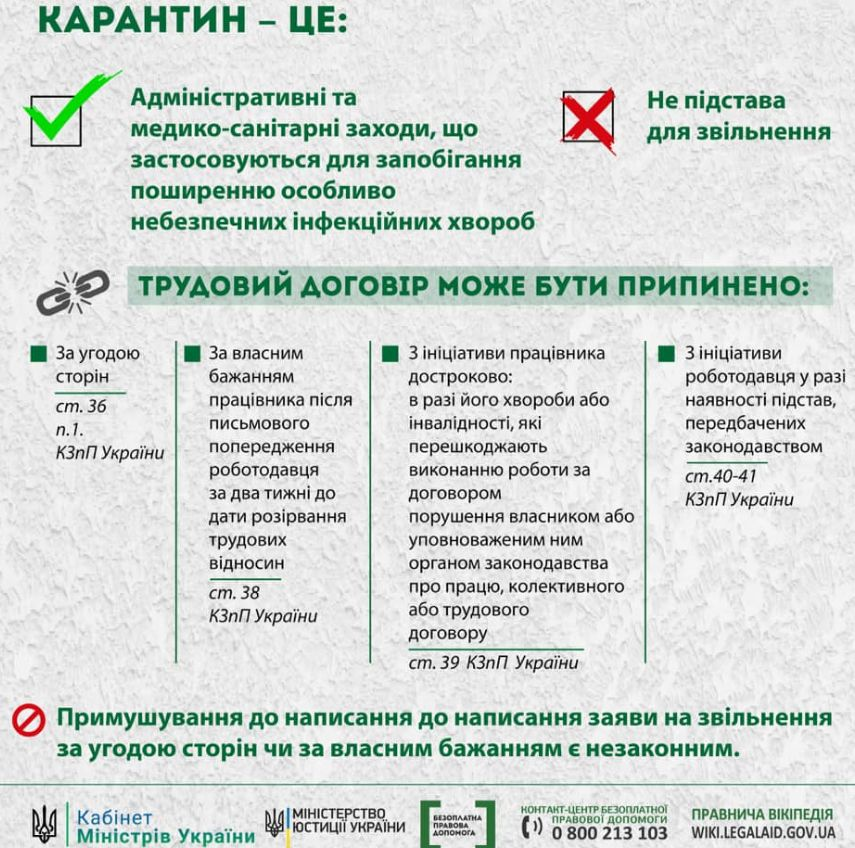 КАРАНТИН – ЦЕ:
Адміністративні та
медико-санітарні заходи, що
застосовуються для запобігання
поширенню особливо
небезпечних інфекційних хвороб
Не підстава
для звільнення
ТРУДОВИЙ ДОГОВІР МОЖЕ БУТИ ПРИПИНЕНО:
За угодою
сторін
ст. 36
п.1.
КЗпП України
За власним
бажанням
працівника після
письмового
попередження
роботодавця
за два тижні до
дати розірвання
трудових
відносин
ст. 38
КЗпП України
З ініціативи працівника
достроково:
в разі його хвороби або
інвалідності, які
перешкоджають
виконанню роботи за
договором
порушення власником або
уповноваженим ним
органом законодавства
про працю, колективного
або трудового
договору
ст. 39 КЗпП України
З ініціативи
роботодавця у разі
наявності підстав,
передбачених
законодавством
ст.40-41
КЗпП України
Примушування до написання до написання заяви на звільнення
за угодою сторін чи за власним бажанням є незаконним.
Кабінет
Міністрів України
МІНІСТЕРСТВО
ЮСТИЦІЇ УКРАЇНИ
БЕЗОПЛАТНА
ПРАВОВА
ДОПОМОГА
КОНТАКТ-ЦЕНТР БЕЗОПЛАТНОЇ
ПРАВОВОЇ ДОПОМОГИ
0 800 213 103
ПРАВНИЧА ВІКІПЕДІЯ
WIKI.LEGALAID.GOV.UA